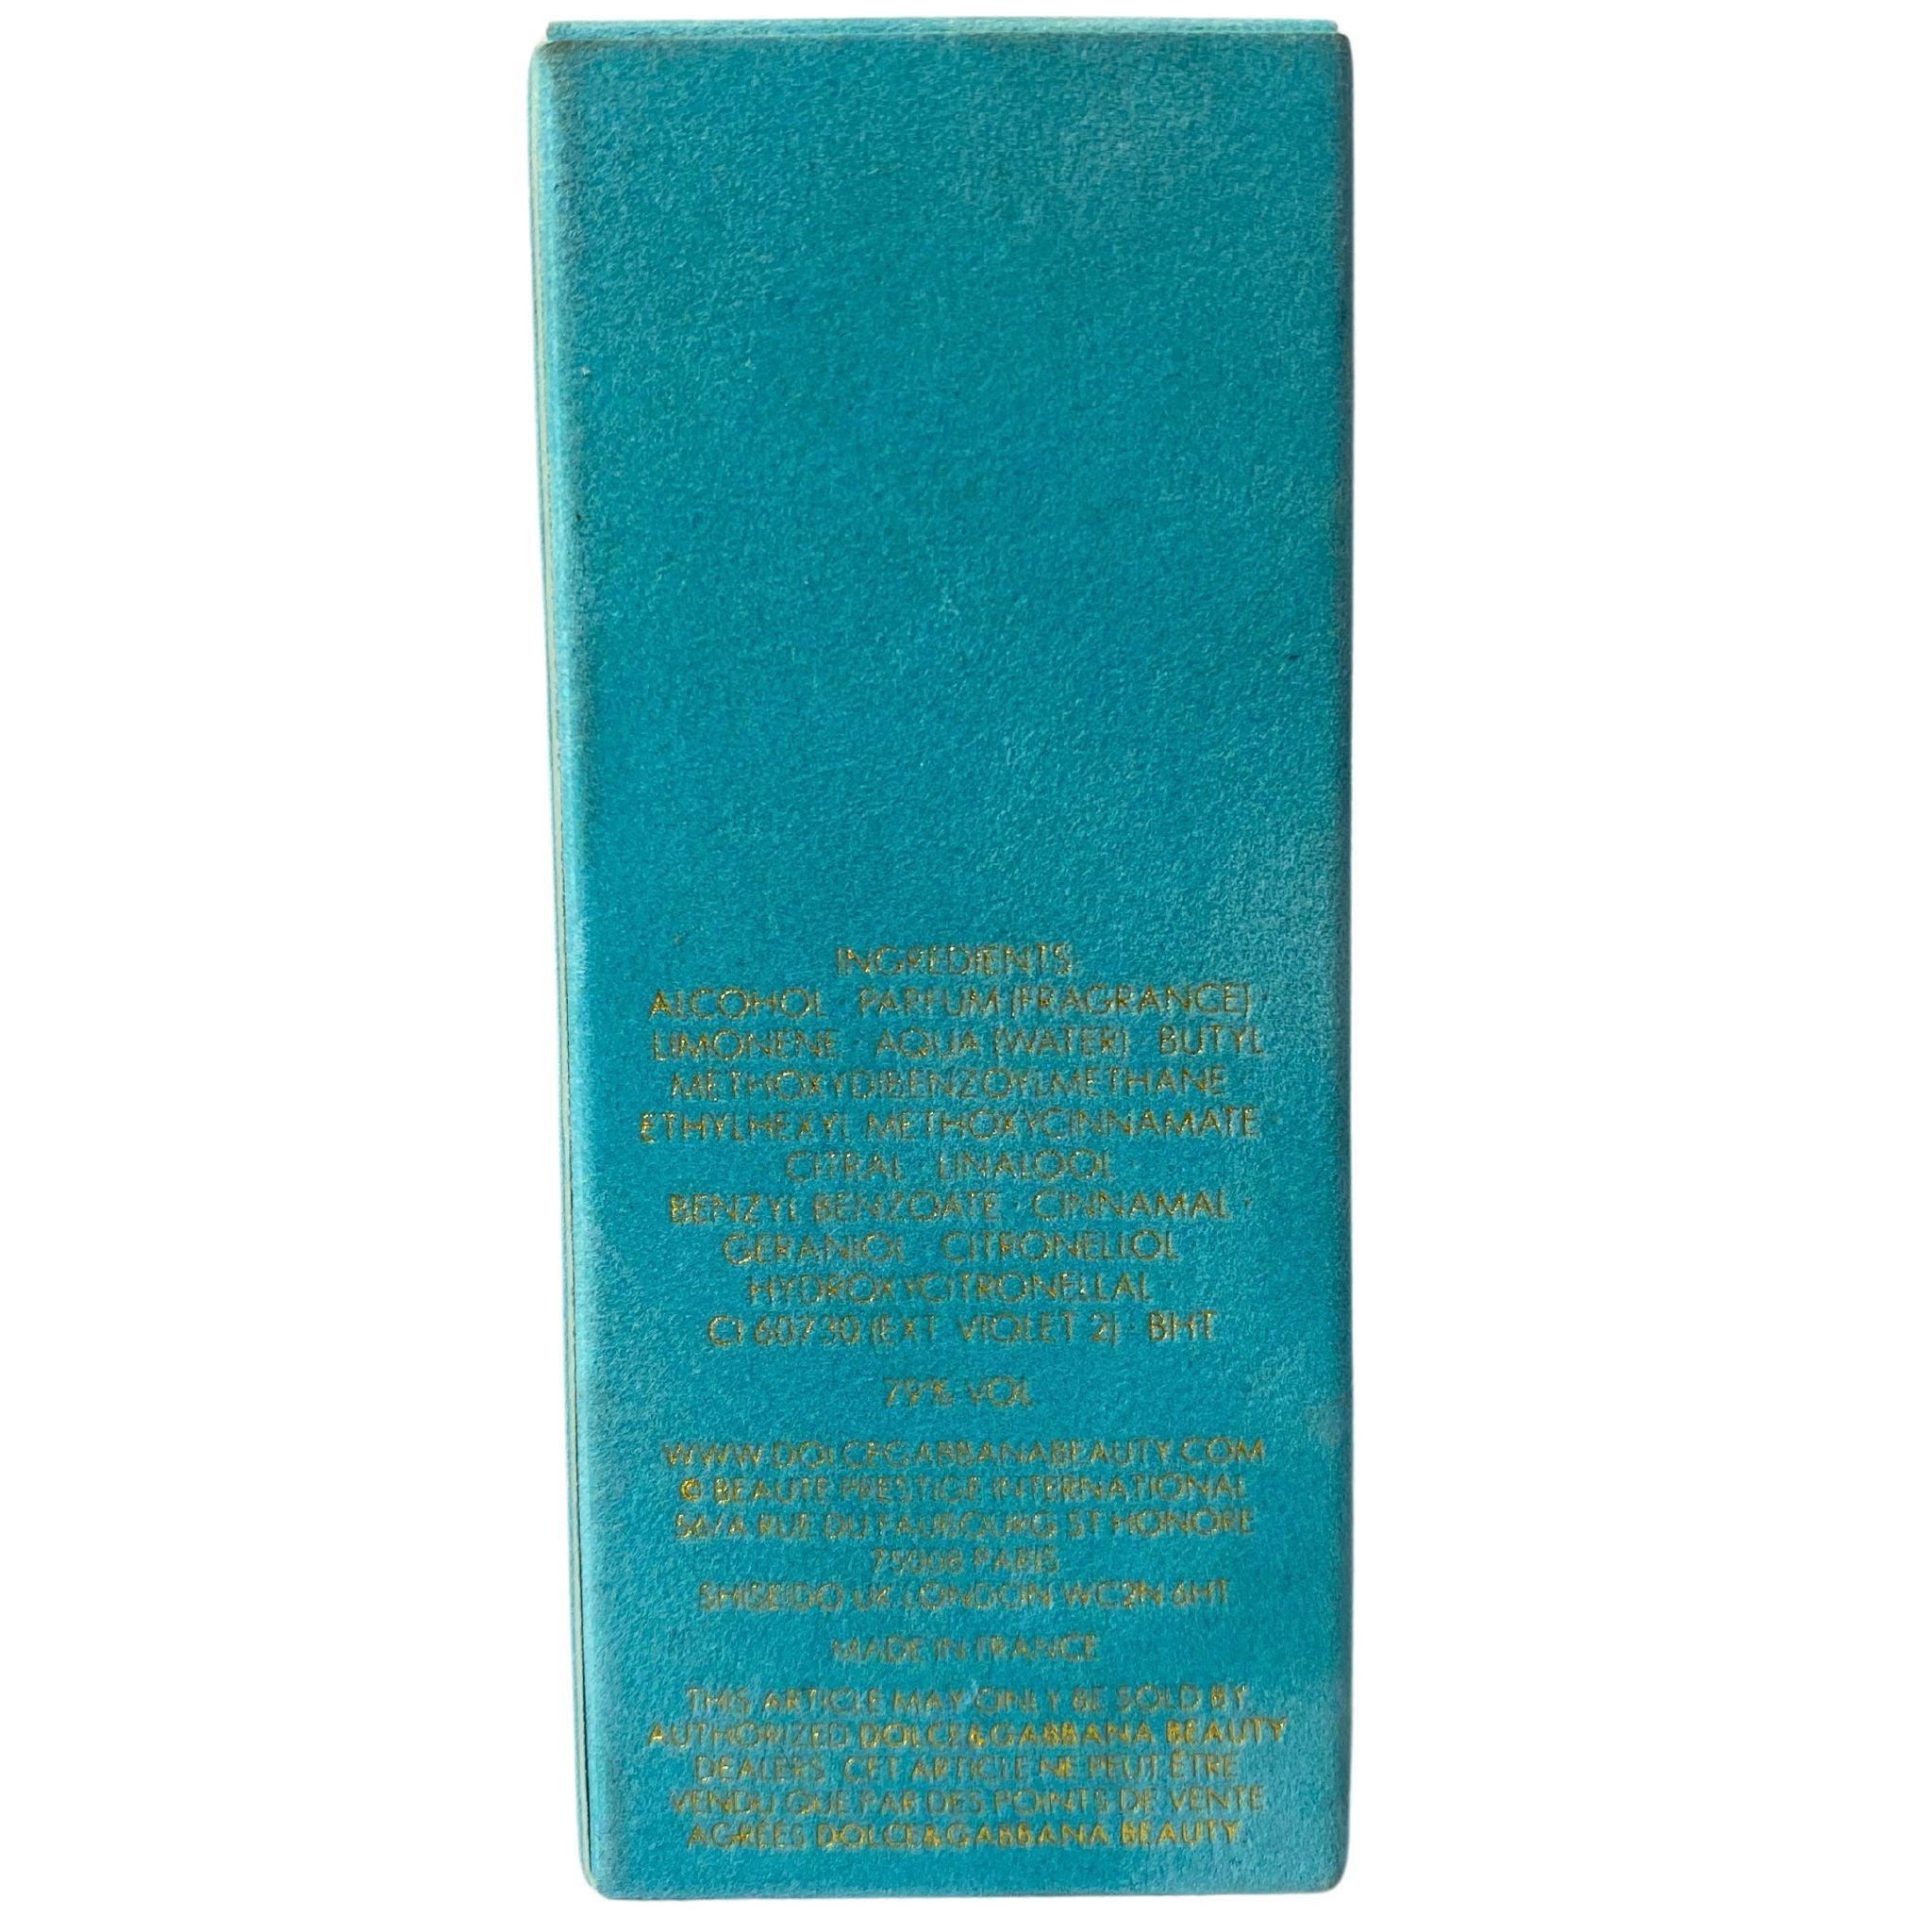 INGREDIENTS:
ALCOHOL · PARFUM (FRAGRANCE) ·
LIMONENE · AQUA (WATER) · BUTYL
METHOXYDIBENZOYLMETHANE ·
ETHYLHEXYL METHOXYCINNAMATE ·
CITRAL · LINALOOL ·
BENZYL BENZOATE · CINNAMAL ·
GERANIOL · CITRONELLOL ·
HYDROXYCITRONELLAL ·
CI 60730 (EXT. VIOLET 2) · BHT
79% VOL
WWW.DOLCEGABBANABEAUTY.COM
© BEAUTE PRESTIGE INTERNATIONAL
56/A RUE DU FAUBOURG ST HONORE
75008 PARIS
SHISEIDO UK LONDON WC2N 6HT
MADE IN FRANCE
THIS ARTICLE MAY ONLY BE SOLD BY
AUTHORIZED DOLCE&GABBANA BEAUTY
DEALERS. CET ARTICLE NE PEUT ÊTRE
VENDU QUE PAR DES POINTS DE VENTE
AGRÉÉS DOLCE&GABBANA BEAUTY.